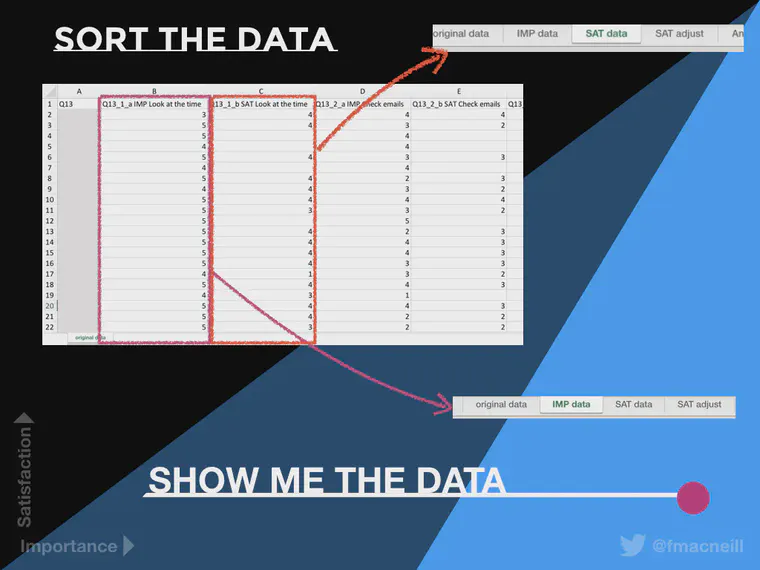 SORT THE DATA
original data IMP data SAT data SAT adjust An
A B C D E
1 Q13 Q13_1_a IMP Look at the time Q13_1_b SAT Look at the time Q13_2_a IMP Check emails Q13_2_b SAT Check emails Q13
2 3 4 4 4
3 5 4 3 2
4 5 4
5 4 4
6 5 4 3 3
7 4 4
8 5 4 2 3
9 5 4 3 2
10 5 4 4 4
11 5 3 3 2
12 5 5
13 5 4 2 3
14 5 4 4 3
15 5 4 4 3
16 5 4 3 3
17 4 1 3 2
18 5 4 4 3
19 4 3 1
20 5 4 4 3
21 5 4 2 2
22 5 3 2 2
original data
original data IMP data SAT data SAT adjust
SHOW ME THE DATA
Satisfaction
Importance
@fmacneill